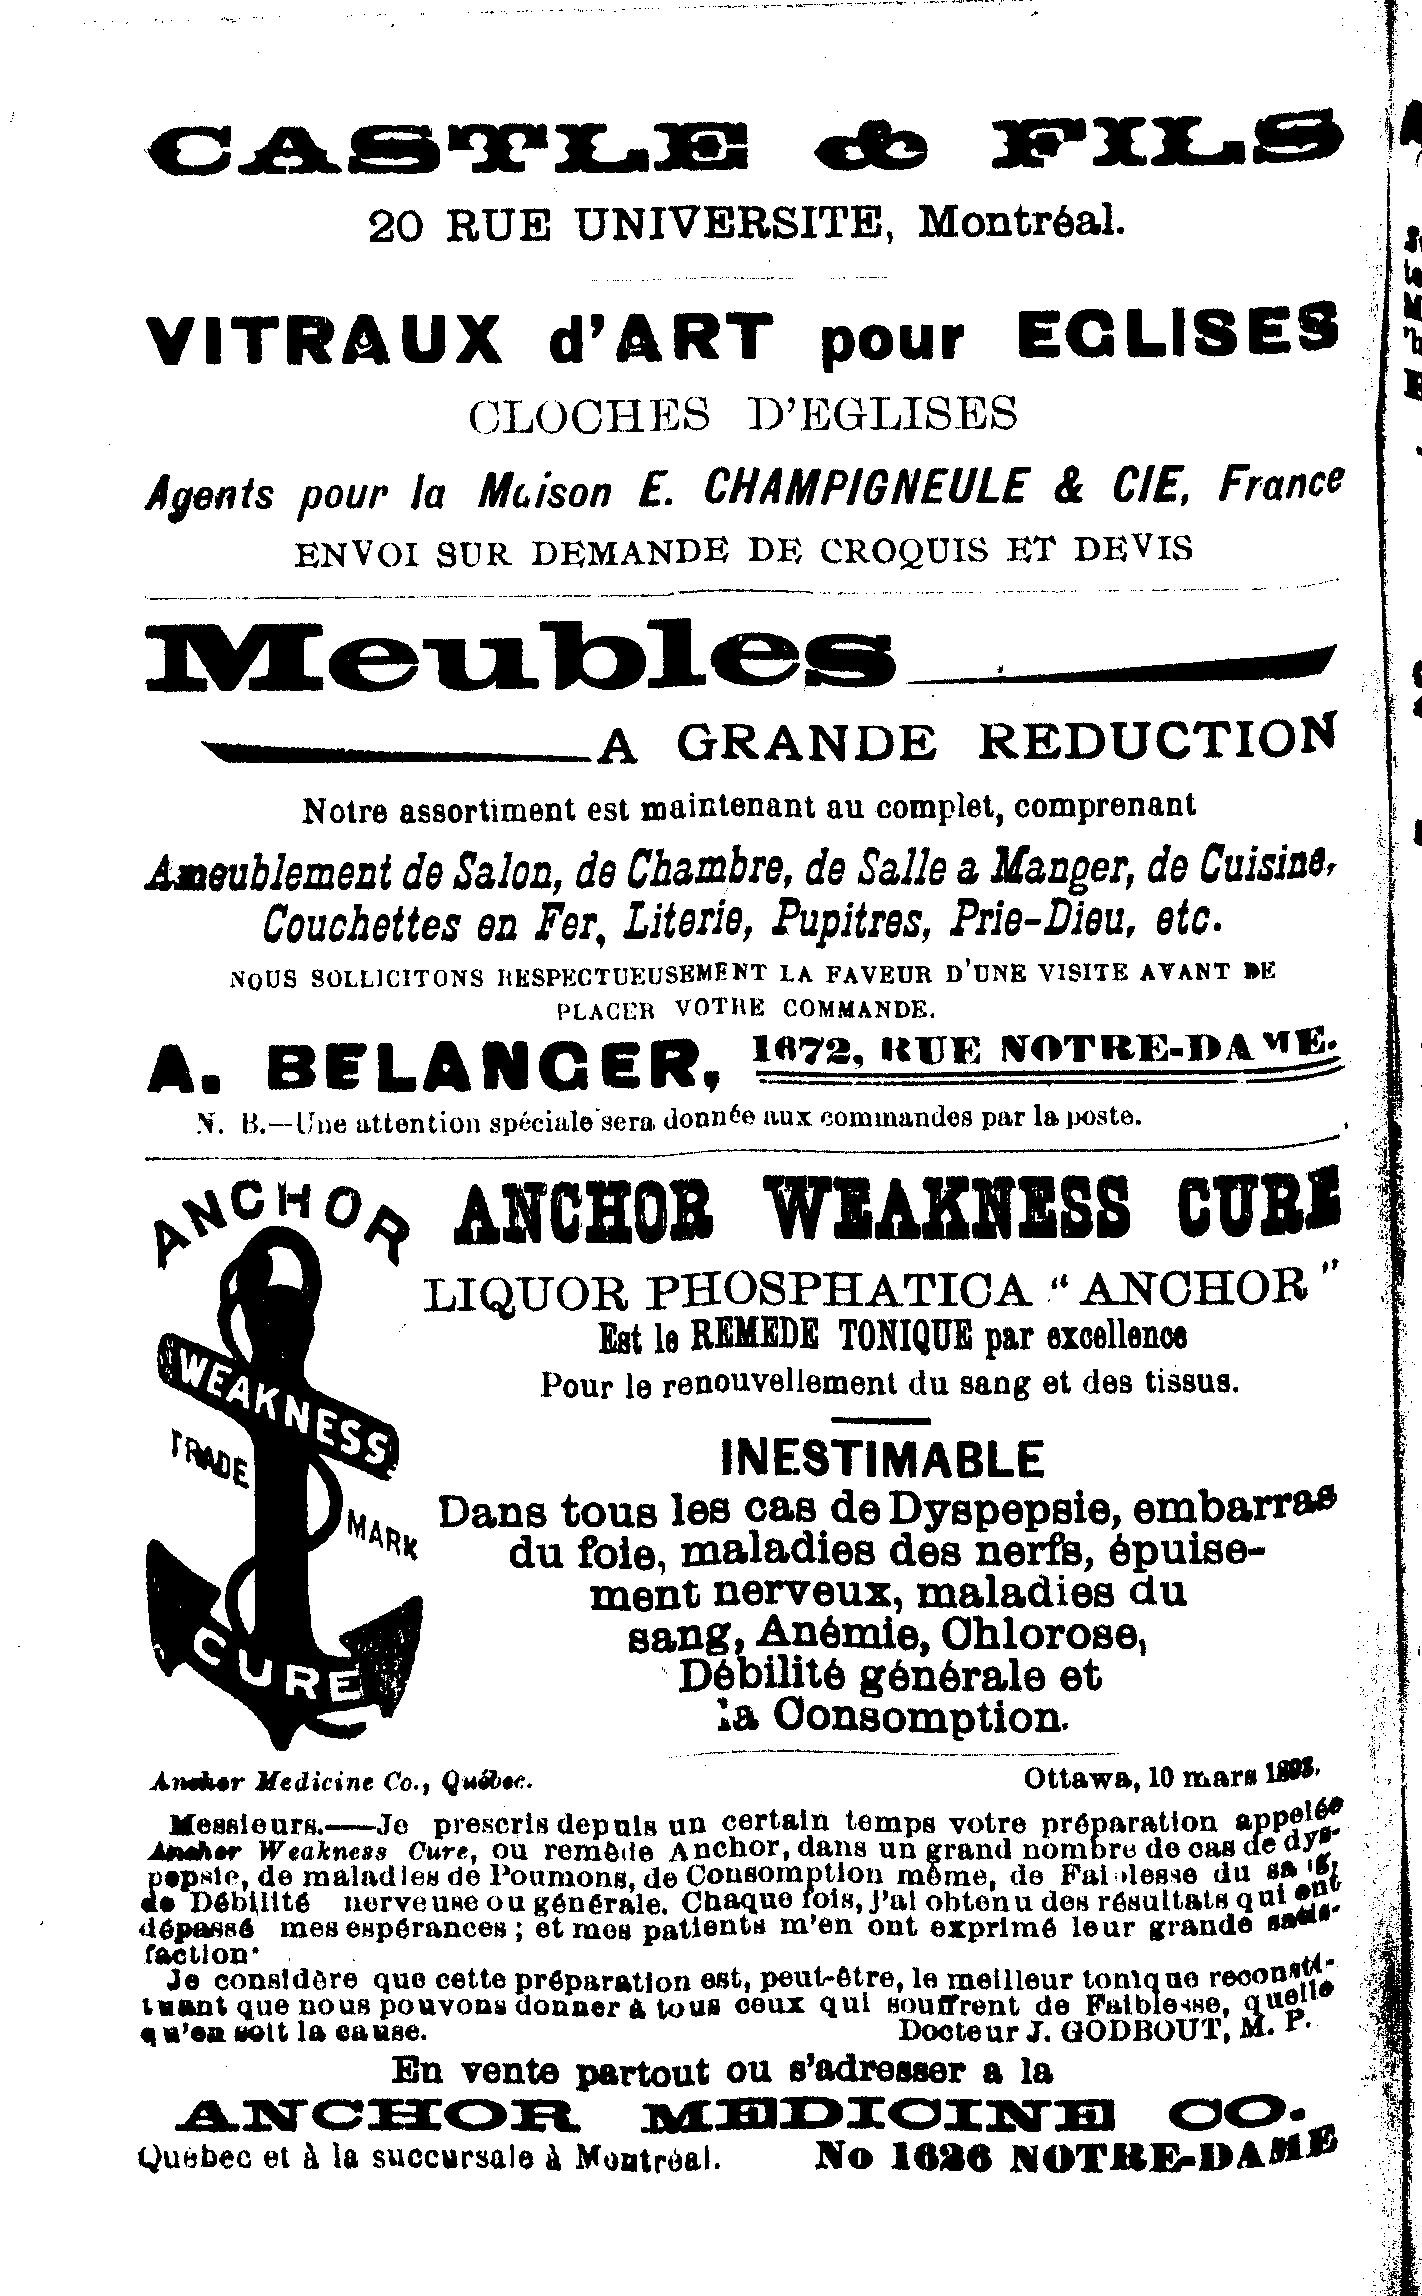 CASTLE & FILS
20 RUE UNIVERSITE, Montréal.
VITRAUX d'ART pour EGLISES
CLOCHES D'EGLISES
Agents pour la Maison E. CHAMPIGNEULE & CIE, France
ENVOI SUR DEMANDE DE CROQUIS ET DEVIS
Meubles
A GRANDE REDUCTION
Notre assortiment est maintenant au complet, comprenant
Ameublement de Salon, de Chambre, de Salle a Manger, de Cuisine,
Couchettes en Fer, Literie, Pupitres, Prie-Dieu, etc.
NOUS SOLLICITONS RESPECTUEUSEMENT LA FAVEUR D'UNE VISITE AVANT DE
PLACER VOTRE COMMANDE.
A. BELANGER, 1672, RUE NOTRE-DAME.
N. B.—Une attention spéciale sera donnée aux commandes par la poste.
ANCHOR
WEAKNESS
TRADE MARK
CURE
ANCHOR WEAKNESS CURE
LIQUOR PHOSPHATICA "ANCHOR"
Est le REMEDE TONIQUE par excellence
Pour le renouvellement du sang et des tissus.
INESTIMABLE
Dans tous les cas de Dyspepsie, embarras
du foie, maladies des nerfs, épuise-
ment nerveux, maladies du
sang, Anémie, Chlorose,
Débilité générale et
la Consomption.
Anchor Medicine Co., Québec. Ottawa, 10 mars
Messieurs.—Je prescris depuis un certain temps votre préparation appelée
Anchor Weakness Cure, ou remède Anchor, dans un grand nombre de cas de dys-
pepsie, de maladies de Poumons, de Consomption même, de Faiblesse du sang,
de Débilité nerveuse ou générale. Chaque fois, j'ai obtenu des résultats qui ont
dépassé mes espérances ; et mes patients m'en ont exprimé leur grande satis-
faction.
Je considère que cette préparation est, peut-être, le meilleur tonique reconsti-
tuant que nous pouvons donner à tous ceux qui souffrent de Faiblesse, quelle
qu'en soit la cause. Docteur J. GODBOUT, M. P.
En vente partout ou s'adresser a la
ANCHOR MEDICINE CO.
Québec et à la succursale à Montréal. No 1626 NOTRE-DAME